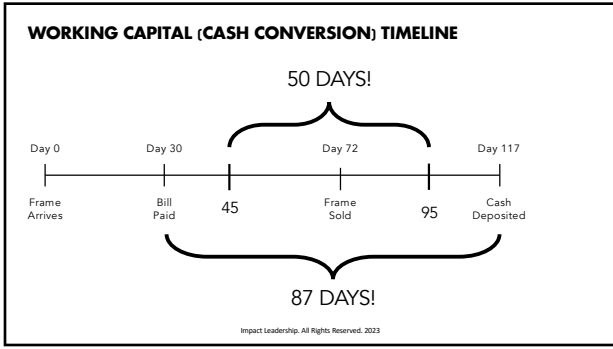 WORKING CAPITAL (CASH CONVERSION) TIMELINE
50 DAYS!
Day 0
Day 30
Day 72
Day 117
Frame
Arrives
Bill
Paid
45
Frame
Sold
95
Cash
Deposited
87 DAYS!
Impact Leadership. All Rights Reserved. 2023